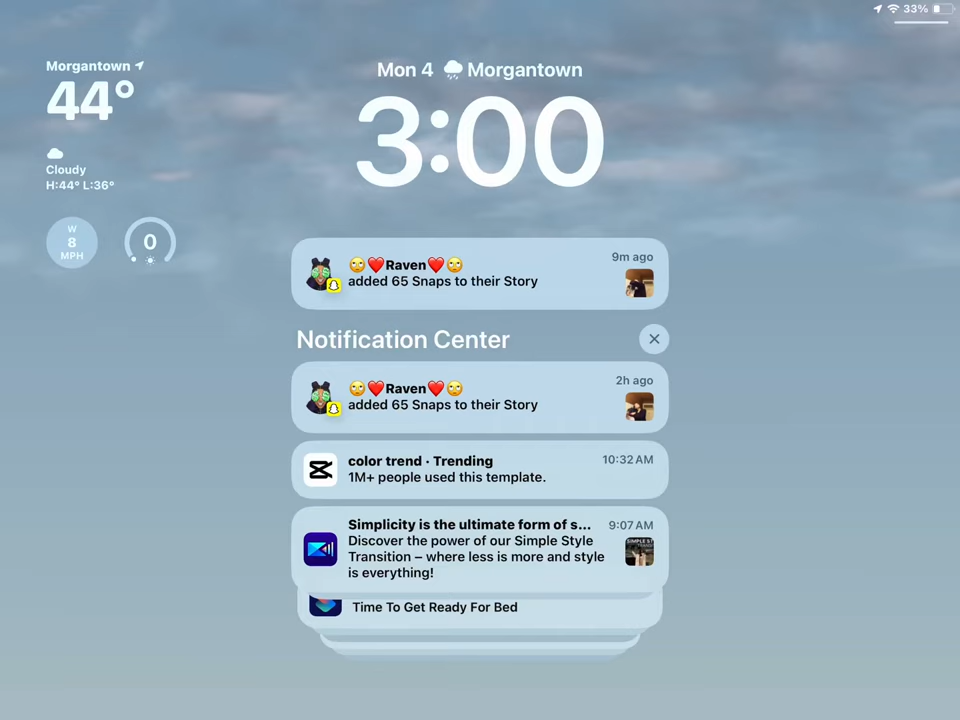 33%
Morgantown
44°
Cloudy
H:44° L:36°
W
8
MPH
0
Mon 4 Morgantown
3:00
🙄❤️Raven❤️🙄
9m ago
added 65 Snaps to their Story
Notification Center
🙄❤️Raven❤️🙄
2h ago
added 65 Snaps to their Story
color trend · Trending
10:32 AM
1M+ people used this template.
Simplicity is the ultimate form of s...
9:07 AM
Discover the power of our Simple Style
Transition – where less is more and style
is everything!
Time To Get Ready For Bed